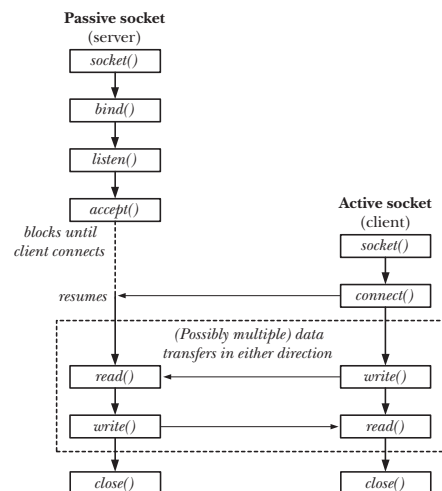 Passive socket
(server)
socket()
bind()
listen()
accept()
blocks until
client connects
resumes
Active socket
(client)
socket()
connect()
(Possibly multiple) data
transfers in either direction
read()
write()
write()
read()
close()
close()